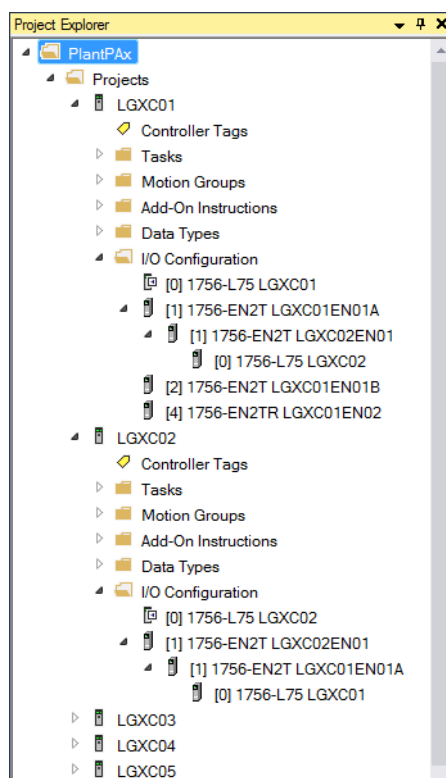 Project Explorer
PlantPAx
Projects
LGXC01
Controller Tags
Tasks
Motion Groups
Add-On Instructions
Data Types
I/O Configuration
[0] 1756-L75 LGXC01
[1] 1756-EN2T LGXC01EN01A
[1] 1756-EN2T LGXC02EN01
[0] 1756-L75 LGXC02
[2] 1756-EN2T LGXC01EN01B
[4] 1756-EN2TR LGXC01EN02
LGXC02
Controller Tags
Tasks
Motion Groups
Add-On Instructions
Data Types
I/O Configuration
[0] 1756-L75 LGXC02
[1] 1756-EN2T LGXC02EN01
[1] 1756-EN2T LGXC01EN01A
[0] 1756-L75 LGXC01
LGXC03
LGXC04
LGXC05